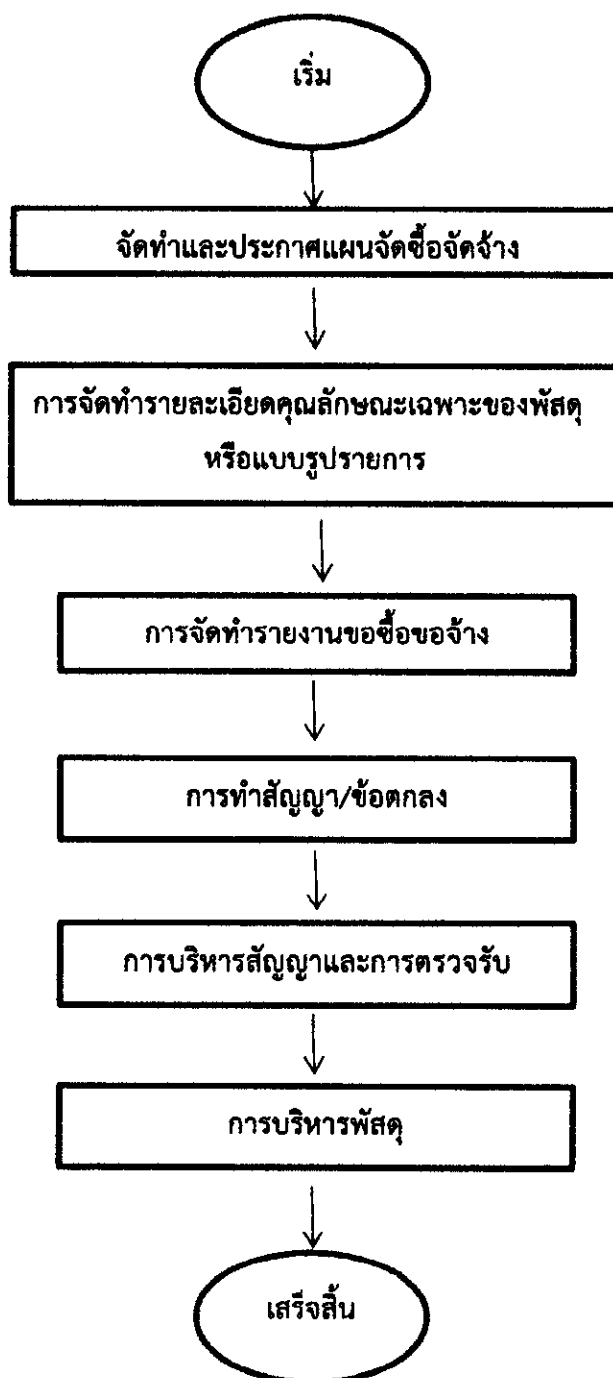 เริ่ม
จัดทำและประกาศแผนจัดซื้อจัดจ้าง
การจัดทำรายละเอียดคุณลักษณะเฉพาะของพัสดุ
หรือแบบรูปรายการ
การจัดทำรายงานขอซื้อขอจ้าง
การทำสัญญา/ข้อตกลง
การบริหารสัญญาและการตรวจรับ
การบริหารพัสดุ
เสร็จสิ้น